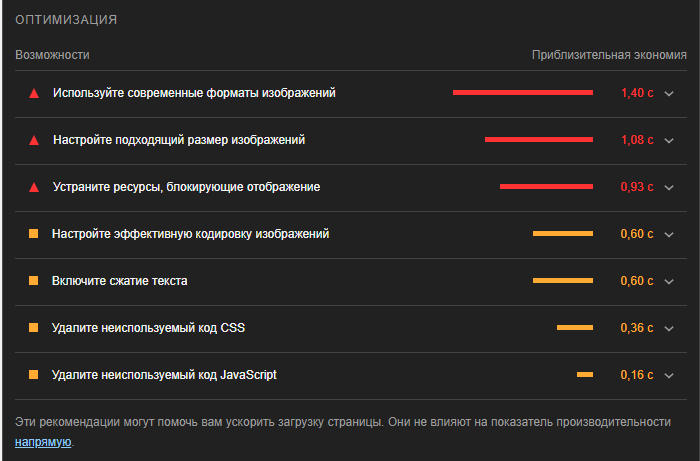 ОПТИМИЗАЦИЯ
Возможности Приблизительная экономия
Используйте современные форматы изображений 1,40 с
Настройте подходящий размер изображений 1,08 с
Устраните ресурсы, блокирующие отображение 0,93 с
Настройте эффективную кодировку изображений 0,60 с
Включите сжатие текста 0,60 с
Удалите неиспользуемый код CSS 0,36 с
Удалите неиспользуемый код JavaScript 0,16 с
Эти рекомендации могут помочь вам ускорить загрузку страницы. Они не влияют на показатель производительности
напрямую.